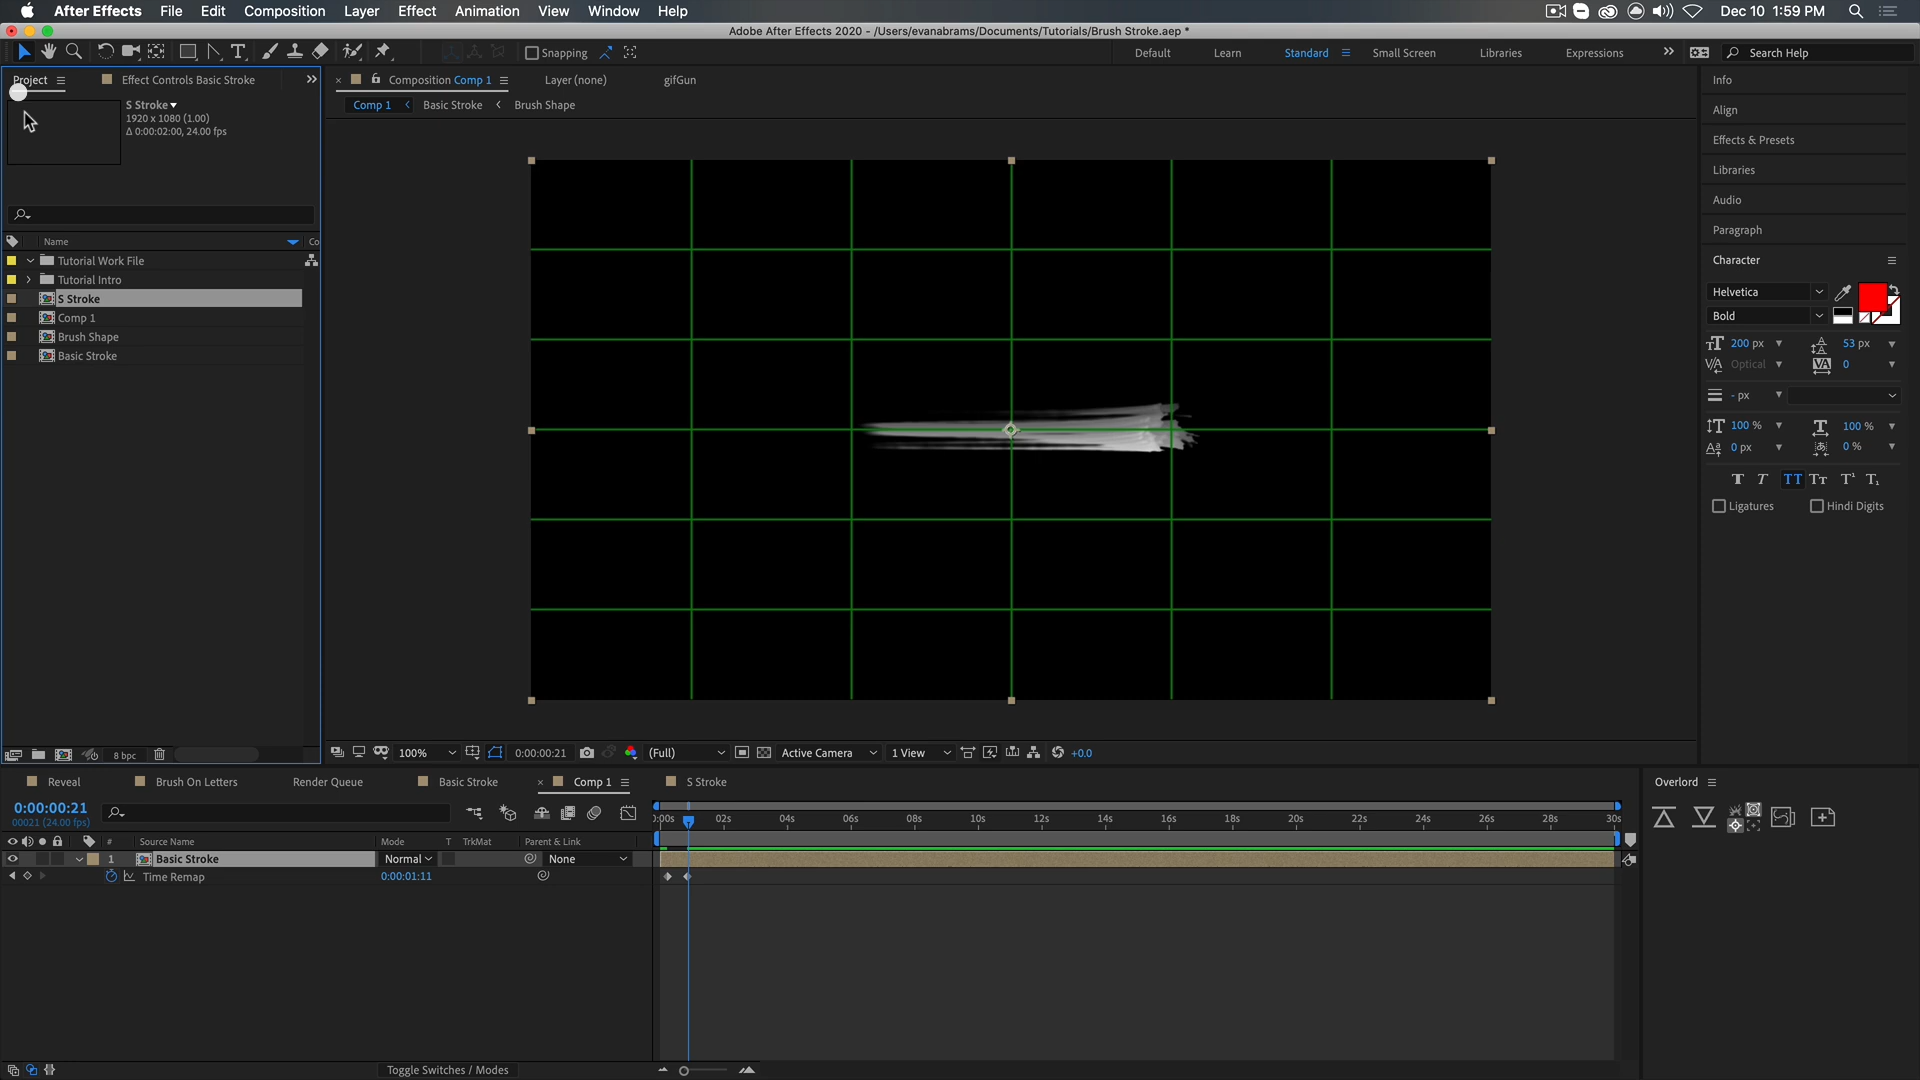 After Effects File Edit Composition Layer Effect Animation View Window Help Dec 10 1:59 PM
Adobe After Effects 2020 - /Users/evanabrams/Documents/Tutorials/Brush Stroke.aep *
Snapping Default Learn Standard Small Screen Libraries Expressions Search Help
Project Effect Controls Basic Stroke Composition Comp 1 Layer (none) gifGun Info
S Stroke Comp 1 Basic Stroke Brush Shape
1920 x 1080 (1.00)
Δ 0:00:02:00, 24.00 fps
Align
Effects & Presets
Libraries
Audio
Paragraph
Character
Name Co
Tutorial Work File
Tutorial Intro
S Stroke
Comp 1
Brush Shape
Basic Stroke
Helvetica
Bold
200 px 53 px
Optical 0
- px
100 % 100 %
0 px 0 %
T T TT Tт T¹ T₁
Ligatures Hindi Digits
8 bpc 100% 0:00:00:21 (Full) Active Camera 1 View +0.0
Reveal Brush On Letters Render Queue Basic Stroke Comp 1 S Stroke Overlord
0:00:00:21
00021 (24.00 fps)
):00s 02s 04s 06s 08s 10s 12s 14s 16s 18s 20s 22s 24s 26s 28s 30s
# Source Name Mode T TrkMat Parent & Link
1 Basic Stroke Normal None
Time Remap 0:00:01:11
Toggle Switches / Modes